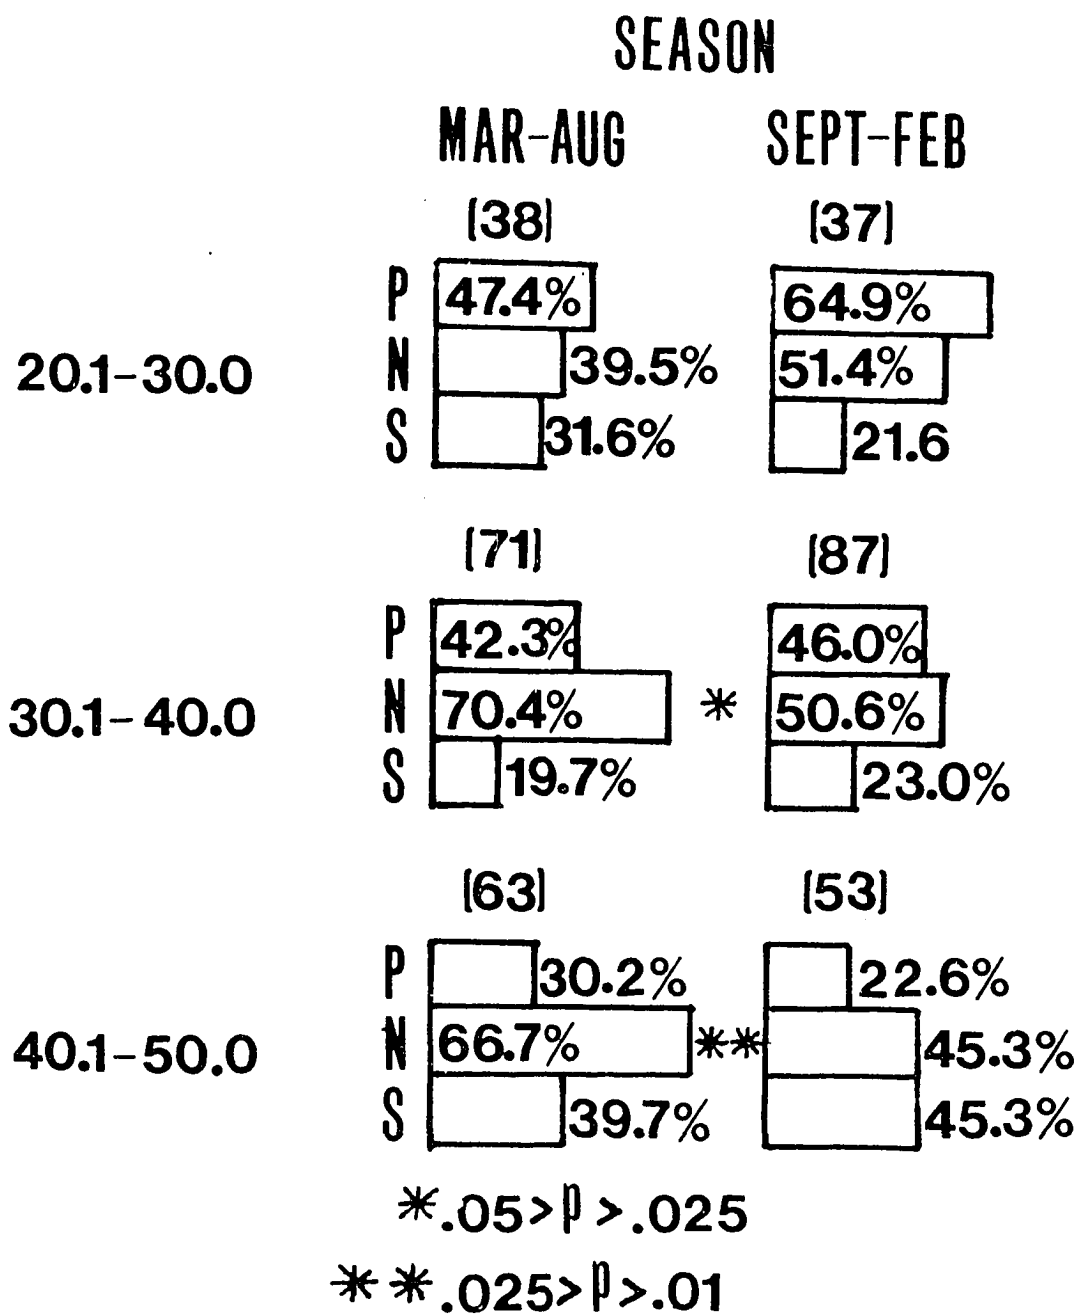 SEASON
MAR-AUG SEPT-FEB
(38) (37)
P 47.4% 64.9%
20.1-30.0 N 39.5% 51.4%
S 31.6% 21.6
(71) (87)
P 42.3% 46.0%
30.1-40.0 N 70.4% * 50.6%
S 19.7% 23.0%
(63) (53)
P 30.2% 22.6%
40.1-50.0 N 66.7% ** 45.3%
S 39.7% 45.3%
*.05>p>.025
**.025>p>.01